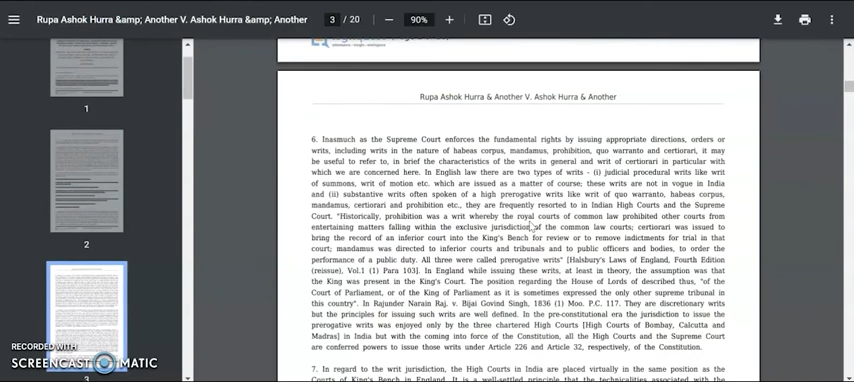 Rupa Ashok Hurra &amp; Another V. Ashok Hurra &amp; Another
3 / 20
90%
1
2
3
Rupa Ashok Hurra & Another V. Ashok Hurra & Another
6. Inasmuch as the Supreme Court enforces the fundamental rights by issuing appropriate directions, orders or
writs, including writs in the nature of habeas corpus, mandamus, prohibition, quo warranto and certiorari, it may
be useful to refer to, in brief the characteristics of the writs in general and writ of certiorari in particular with
which we are concerned here. In English law there are two types of writs - (i) judicial procedural writs like writ
of summons, writ of motion etc. which are issued as a matter of course; these writs are not in vogue in India
and (ii) substantive writs often spoken of a high prerogative writs like writ of quo warranto, habeas corpus,
mandamus, certiorari and prohibition etc., they are frequently resorted to in Indian High Courts and the Supreme
Court. "Historically, prohibition was a writ whereby the royal courts of common law prohibited other courts from
entertaining matters falling within the exclusive jurisdiction of the common law courts; certiorari was issued to
bring the record of an inferior court into the King's Bench for review or to remove indictments for trial in that
court; mandamus was directed to inferior courts and tribunals and to public officers and bodies, to order the
performance of a public duty. All three were called prerogative writs" [Halsbury's Laws of England, Fourth Edition
(reissue), Vol.1 (1) Para 103]. In England while issuing these writs, at least in theory, the assumption was that
the King was present in the King's Court. The position regarding the House of Lords of described thus, "of the
Court of Parliament, or of the King of Parliament as it is sometimes expressed the only other supreme tribunal in
this country". In Rajunder Narain Raj. v. Bijai Govind Singh, 1836 (1) Moo. P.C. 117. They are discretionary writs
but the principles for issuing such writs are well defined. In the pre-constitutional era the jurisdiction to issue the
prerogative writs was enjoyed only by the three chartered High Courts [High Courts of Bombay, Calcutta and
Madras] in India but with the coming into force of the Constitution, all the High Courts and the Supreme Court
are conferred powers to issue those writs under Article 226 and Article 32, respectively, of the Constitution.
7. In regard to the writ jurisdiction, the High Courts in India are placed virtually in the same position as the
Courts of King's Bench in England. It is a well-settled principle that the technicalities associated with the
RECORDED WITH
SCREENCAST MATIC